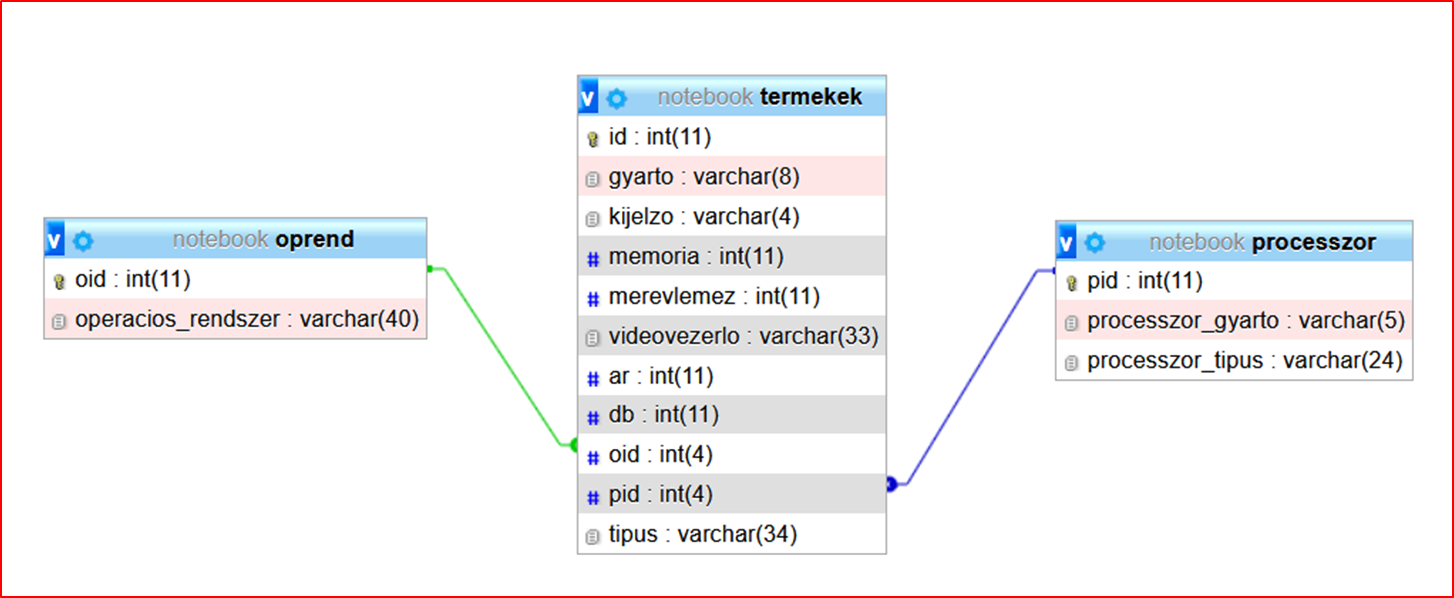 notebook oprend
oid : int(11)
operacios_rendszer : varchar(40)
notebook termekek
id : int(11)
gyarto : varchar(8)
kijelzo : varchar(4)
memoria : int(11)
merevlemez : int(11)
videovezerlo : varchar(33)
ar : int(11)
db : int(11)
oid : int(4)
pid : int(4)
tipus : varchar(34)
notebook processzor
pid : int(11)
processzor_gyarto : varchar(5)
processzor_tipus : varchar(24)